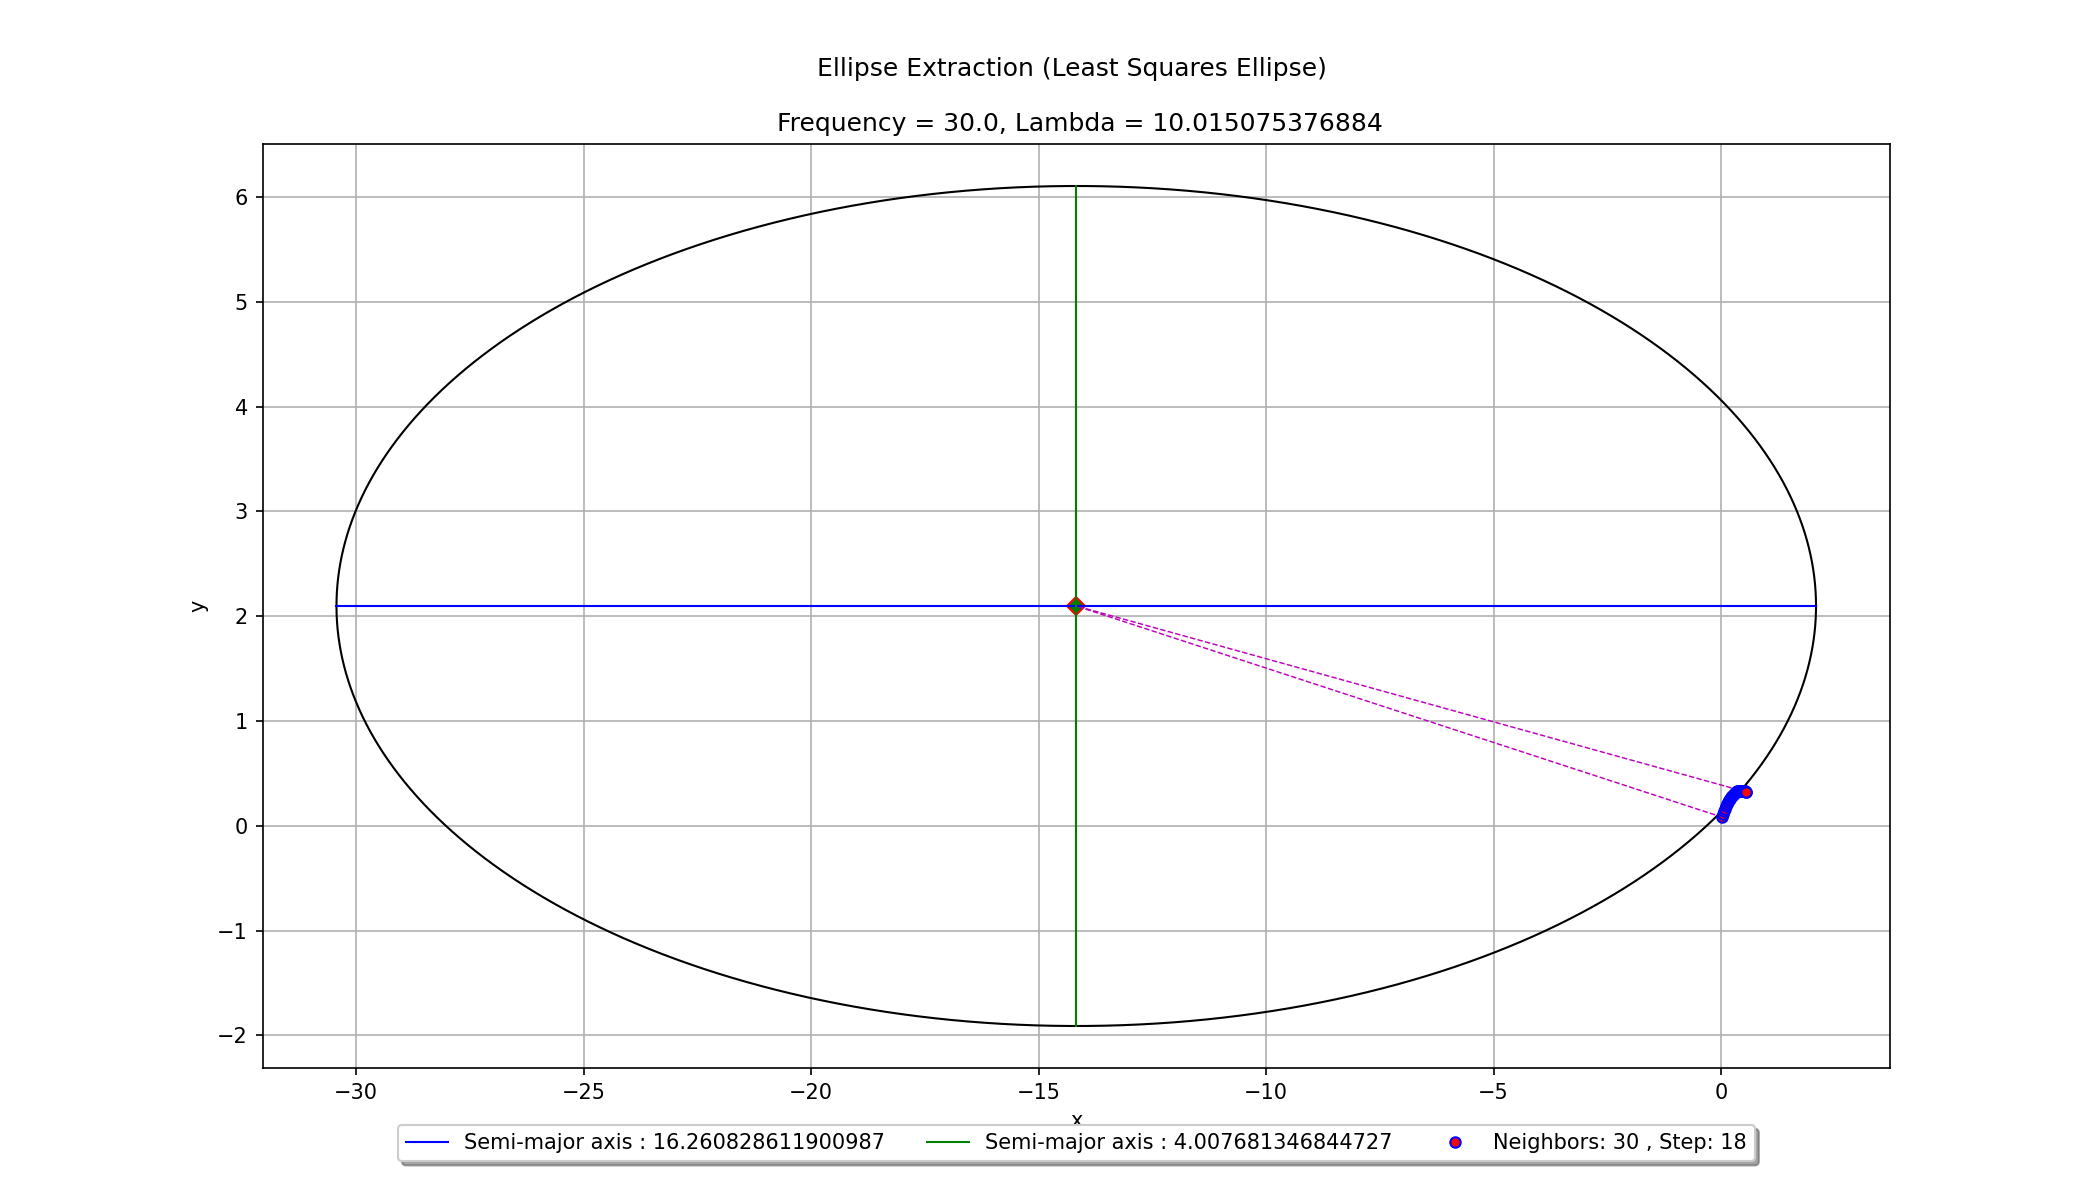 Ellipse Extraction (Least Squares Ellipse)
Frequency = 30.0, Lambda = 10.015075376884
6
5
4
3
2
1
0
−1
−2
y
−30 −25 −20 −15 −10 −5 0
x
Semi-major axis : 16.260828611900987 Semi-major axis : 4.007681346844727 Neighbors: 30 , Step: 18